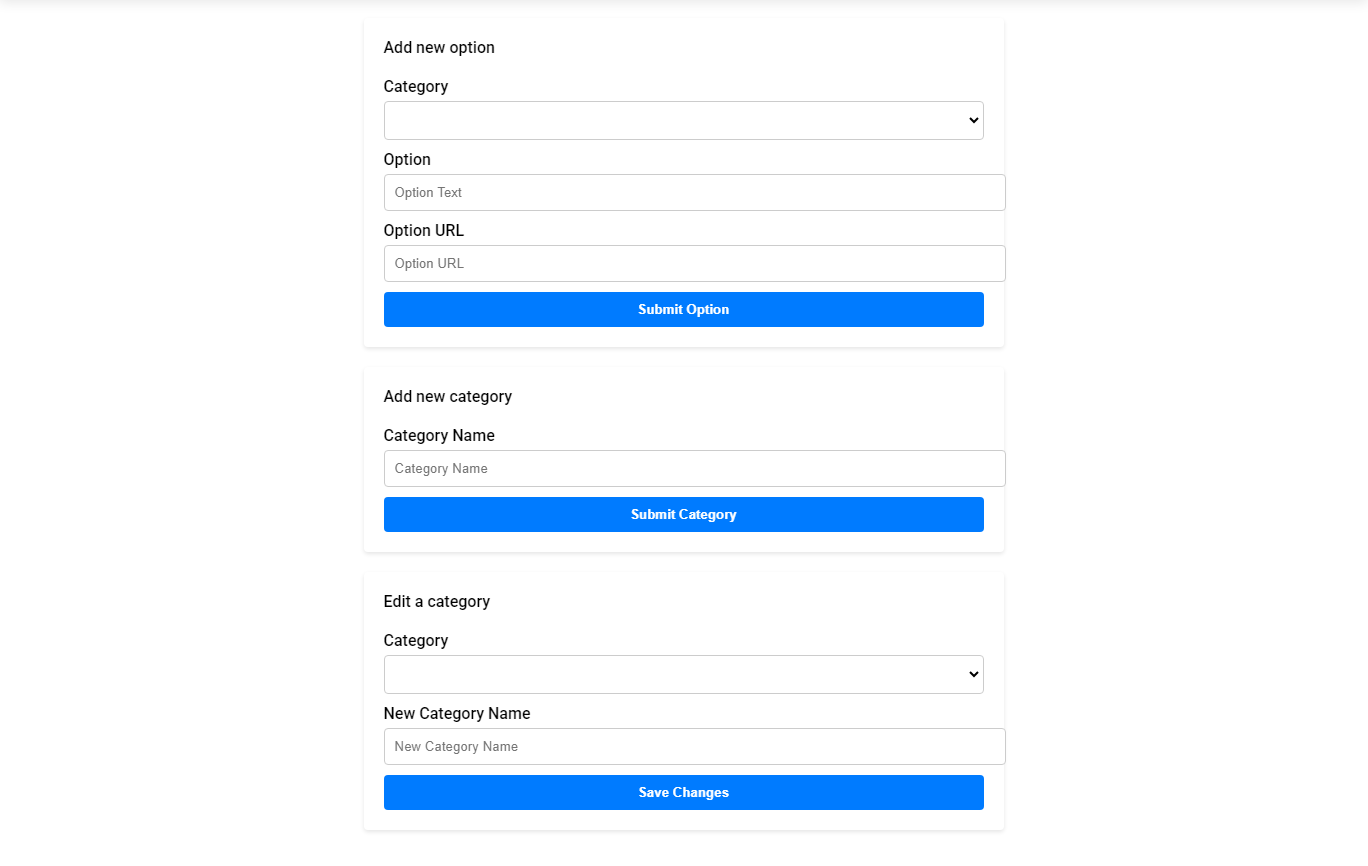 Add new option
Category
Option
Option Text
Option URL
Option URL
Submit Option
Add new category
Category Name
Category Name
Submit Category
Edit a category
Category
New Category Name
New Category Name
Save Changes